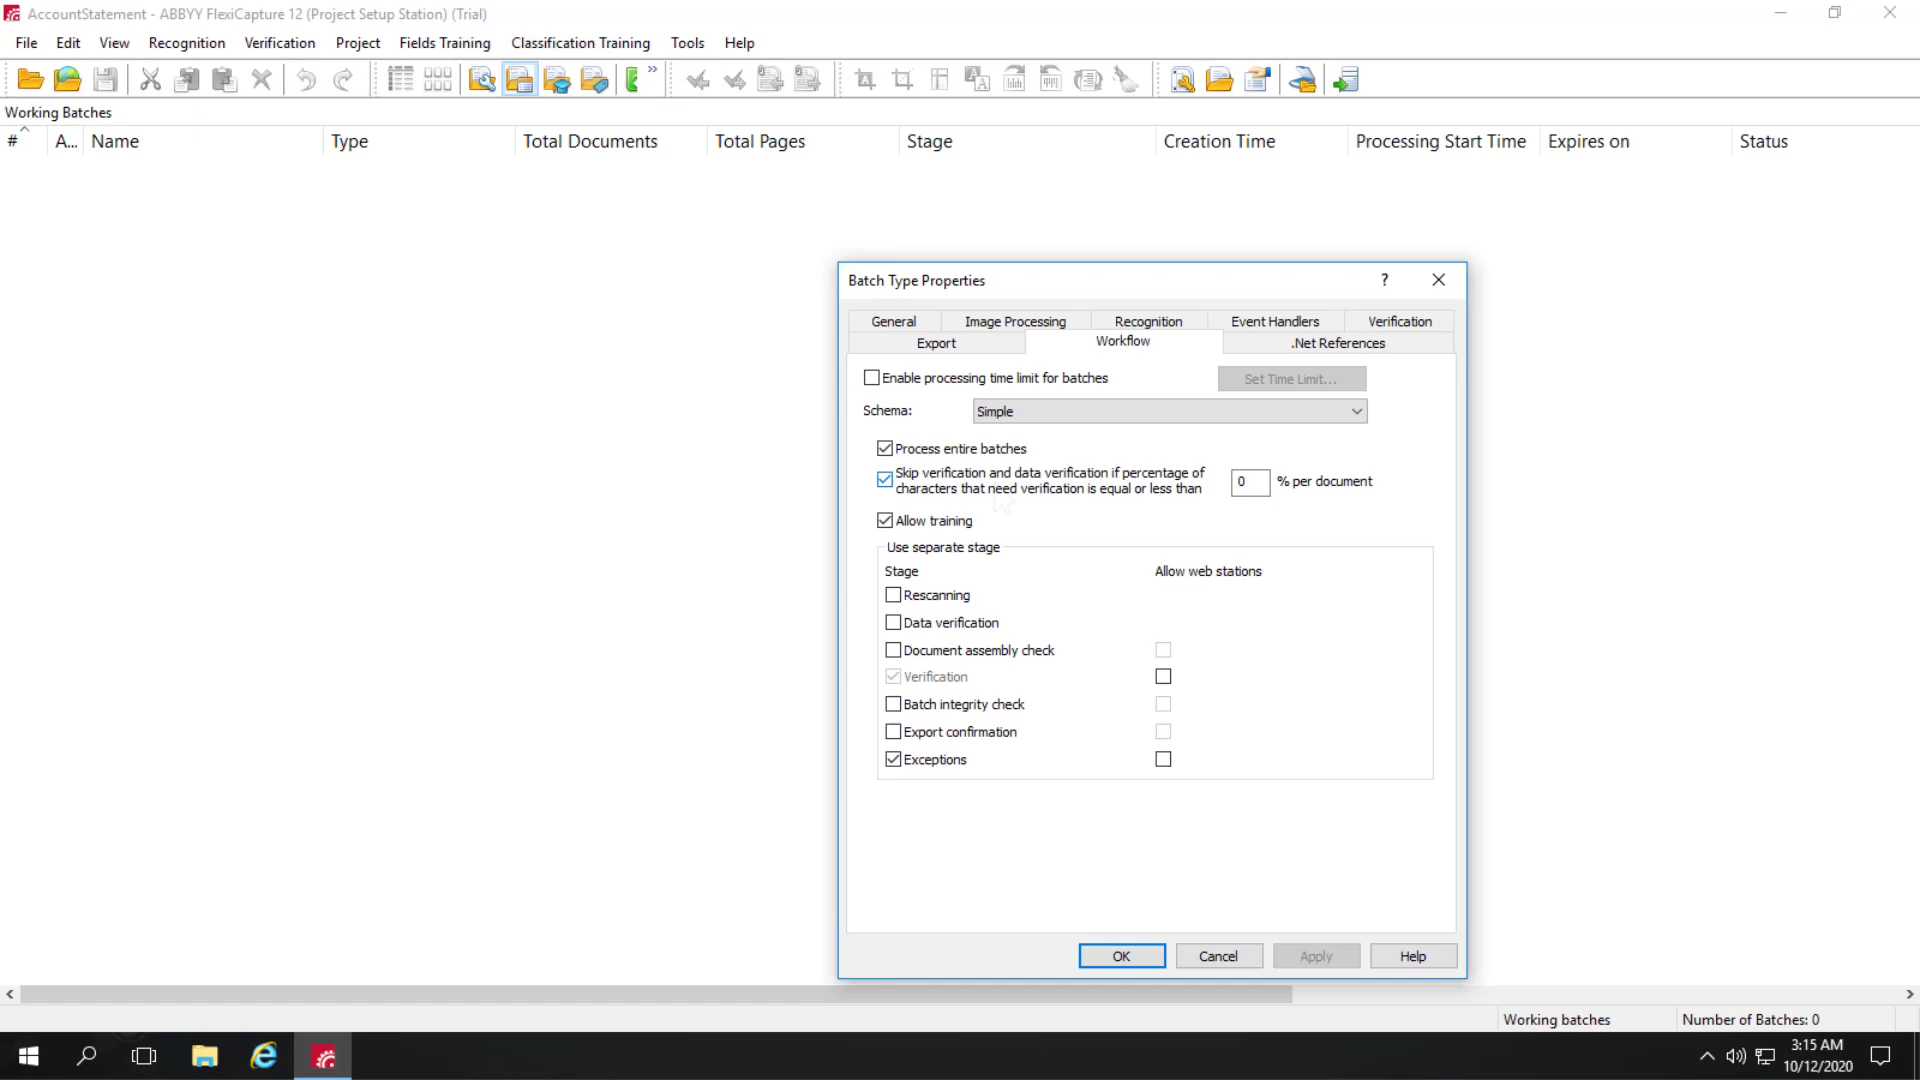 AccountStatement - ABBYY FlexiCapture 12 (Project Setup Station) (Trial)
File Edit View Recognition Verification Project Fields Training Classification Training Tools Help
Working Batches
# A... Name Type Total Documents Total Pages Stage Creation Time Processing Start Time Expires on Status
Batch Type Properties ?
General Image Processing Recognition Event Handlers Verification
Export Workflow .Net References
Enable processing time limit for batches Set Time Limit...
Schema: Simple
Process entire batches
Skip verification and data verification if percentage of
characters that need verification is equal or less than 0 % per document
Allow training
Use separate stage
Stage Allow web stations
Rescanning
Data verification
Document assembly check
Verification
Batch integrity check
Export confirmation
Exceptions
OK Cancel Apply Help
Working batches Number of Batches: 0
3:15 AM
10/12/2020